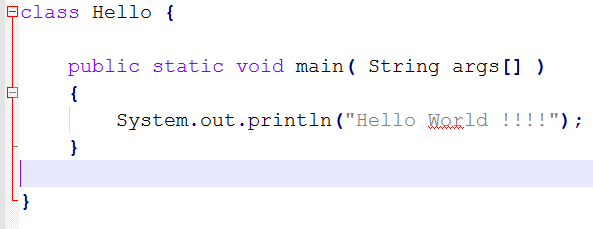 class Hello {
public static void main( String args[] )
{
System.out.println("Hello World !!!!");
}
}